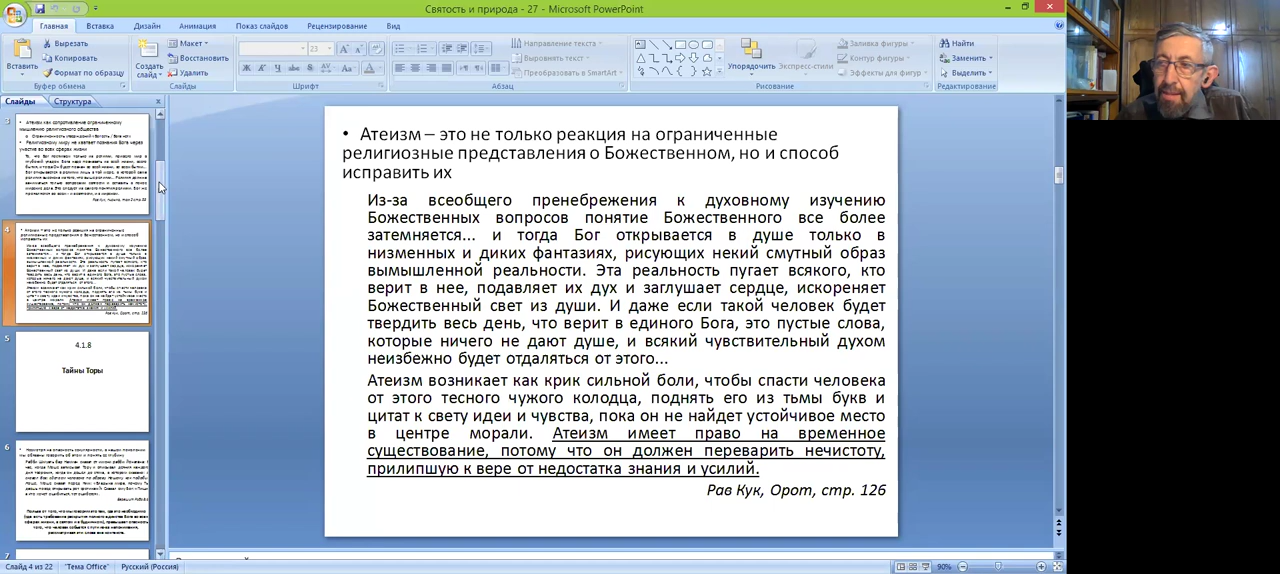 Святость и природа - 27 - Microsoft PowerPoint
Главная Вставка Дизайн Анимация Показ слайдов Рецензирование Вид
Вставить
Вырезать
Копировать
Формат по образцу
Буфер обмена
Создать слайд
Макет
Восстановить
Удалить
Слайды
23
Ж К Ч abc S AV Aa A
Шрифт
Направление текста
Выровнять текст
Преобразовать в SmartArt
Абзац
Упорядочить
Экспресс-стили
Заливка фигуры
Контур фигуры
Эффекты для фигур
Рисование
Найти
Заменить
Выделить
Редактирование
Слайды Структура
3
4
5
4.1.8
Тайны Торы
6
7
• Атеизм – это не только реакция на ограниченные
религиозные представления о Божественном, но и способ
исправить их
Из-за всеобщего пренебрежения к духовному изучению
Божественных вопросов понятие Божественного все более
затемняется... и тогда Бог открывается в душе только в
низменных и диких фантазиях, рисующих некий смутный образ
вымышленной реальности. Эта реальность пугает всякого, кто
верит в нее, подавляет их дух и заглушает сердце, искореняет
Божественный свет из души. И даже если такой человек будет
твердить весь день, что верит в единого Бога, это пустые слова,
которые ничего не дают душе, и всякий чувствительный духом
неизбежно будет отдаляться от этого...
Атеизм возникает как крик сильной боли, чтобы спасти человека
от этого тесного чужого колодца, поднять его из тьмы букв и
цитат к свету идеи и чувства, пока он не найдет устойчивое место
в центре морали. Атеизм имеет право на временное
существование, потому что он должен переварить нечистоту,
прилипшую к вере от недостатка знания и усилий.
Рав Кук, Орот, стр. 126
Слайд 4 из 22 "Тема Office" Русский (Россия) 90%